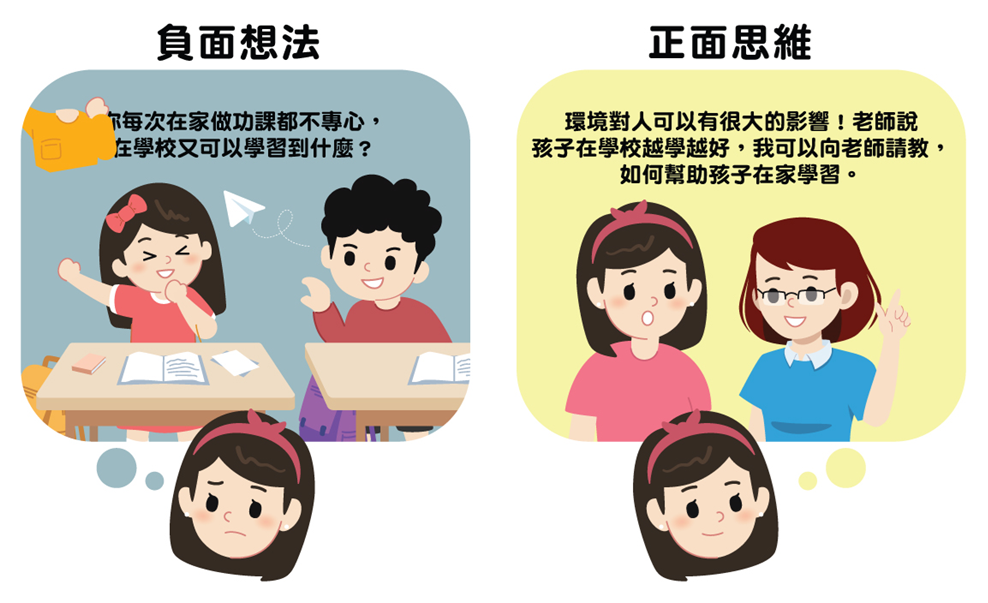 負面想法
每次在家做功課都不專心，
在學校又可以學習到什麼？
正面思維
環境對人可以有很大的影響！老師說
孩子在學校越學越好，我可以向老師請教，
如何幫助孩子在家學習。